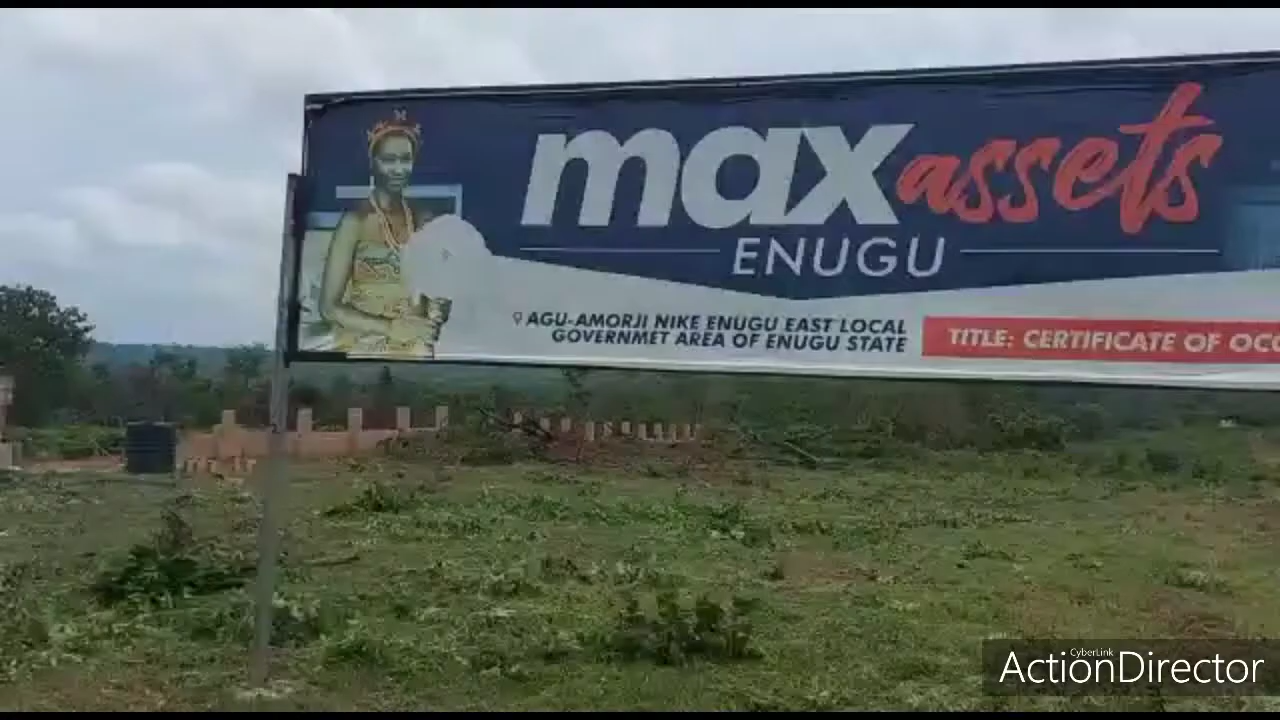 max assets
ENUGU
AGU-AMORJI NIKE ENUGU EAST LOCAL
GOVERNMET AREA OF ENUGU STATE
TITLE: CERTIFICATE OF OCC
CyberLink
ActionDirector